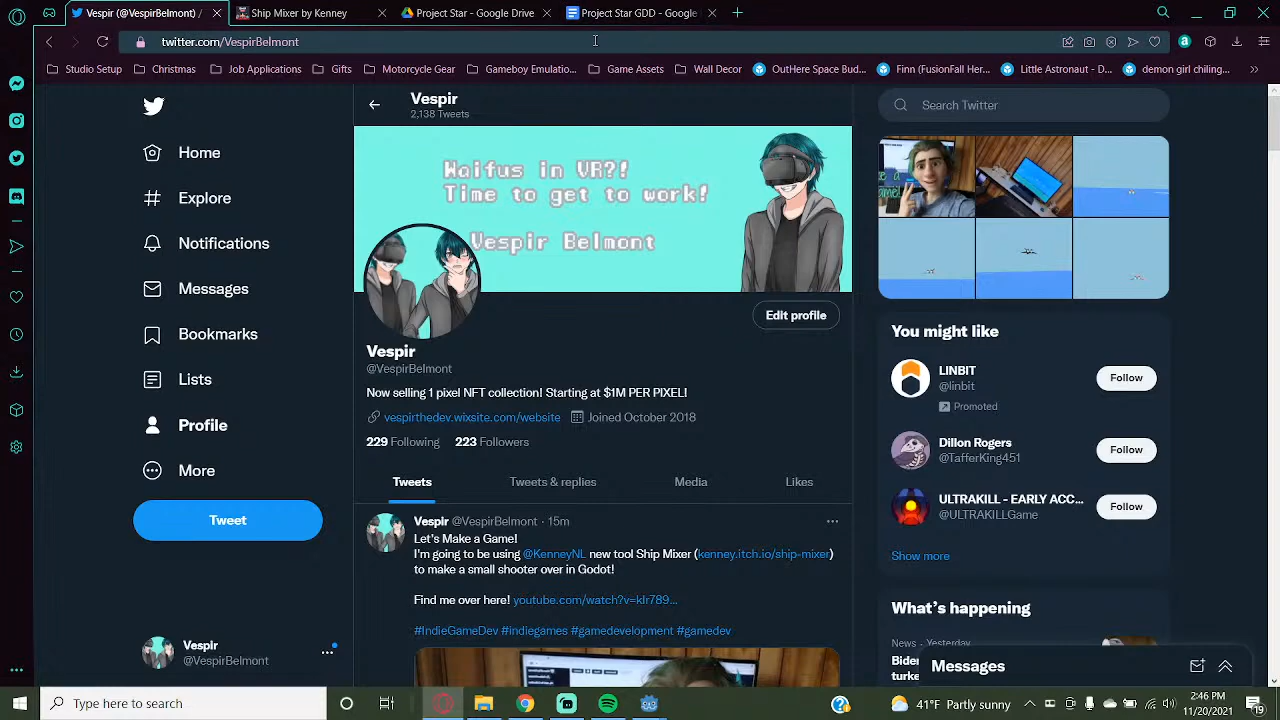 Vespir (@VespirBelmont) /
Ship Mixer by Kenney
Project Star - Google Drive
Project Star GDD - Google
twitter.com/VespirBelmont
Studio Setup
Christmas
Job Applications
Gifts
Motorcycle Gear
Gameboy Emulatio...
Game Assets
Wall Decor
OutHere Space Bud...
Finn (FusionFall Her...
Little Astronaut - D...
demon girl chiling...
Home
Explore
Notifications
Messages
Bookmarks
Lists
Profile
More
Tweet
Vespir
@VespirBelmont
Vespir
2,138 Tweets
Waifus in VR?!
Time to get to work!
Vespir Belmont
Edit profile
Vespir
@VespirBelmont
Now selling 1 pixel NFT collection! Starting at $1M PER PIXEL!
vespirthedev.wixsite.com/website Joined October 2018
229 Following 223 Followers
Tweets
Tweets & replies
Media
Likes
Vespir @VespirBelmont · 15m
Let's Make a Game!
I'm going to be using @KenneyNL new tool Ship Mixer (kenney.itch.io/ship-mixer)
to make a small shooter over in Godot!
Find me over here! youtube.com/watch?v=kIr789...
#IndieGameDev #indiegames #gamedevelopment #gamedev
Search Twitter
You might like
LINBIT
@linbit
Promoted
Follow
Dillon Rogers
@TafferKing451
Follow
ULTRAKILL - EARLY ACC...
@ULTRAKILLGame
Follow
Show more
What's happening
News · Yesterday
Biden
turke
Messages
Type here to search
41°F Partly sunny
2:46 PM
11/20/2021